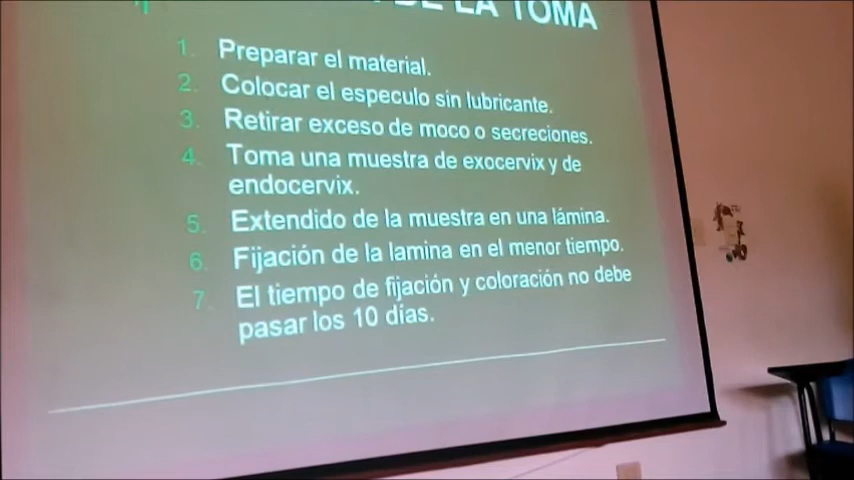 DE LA TOMA
1. Preparar el material.
2. Colocar el especulo sin lubricante.
3. Retirar exceso de moco o secreciones.
4. Toma una muestra de exocervix y de
endocervix.
5. Extendido de la muestra en una lámina.
6. Fijación de la lamina en el menor tiempo.
7. El tiempo de fijación y coloración no debe
pasar los 10 días.